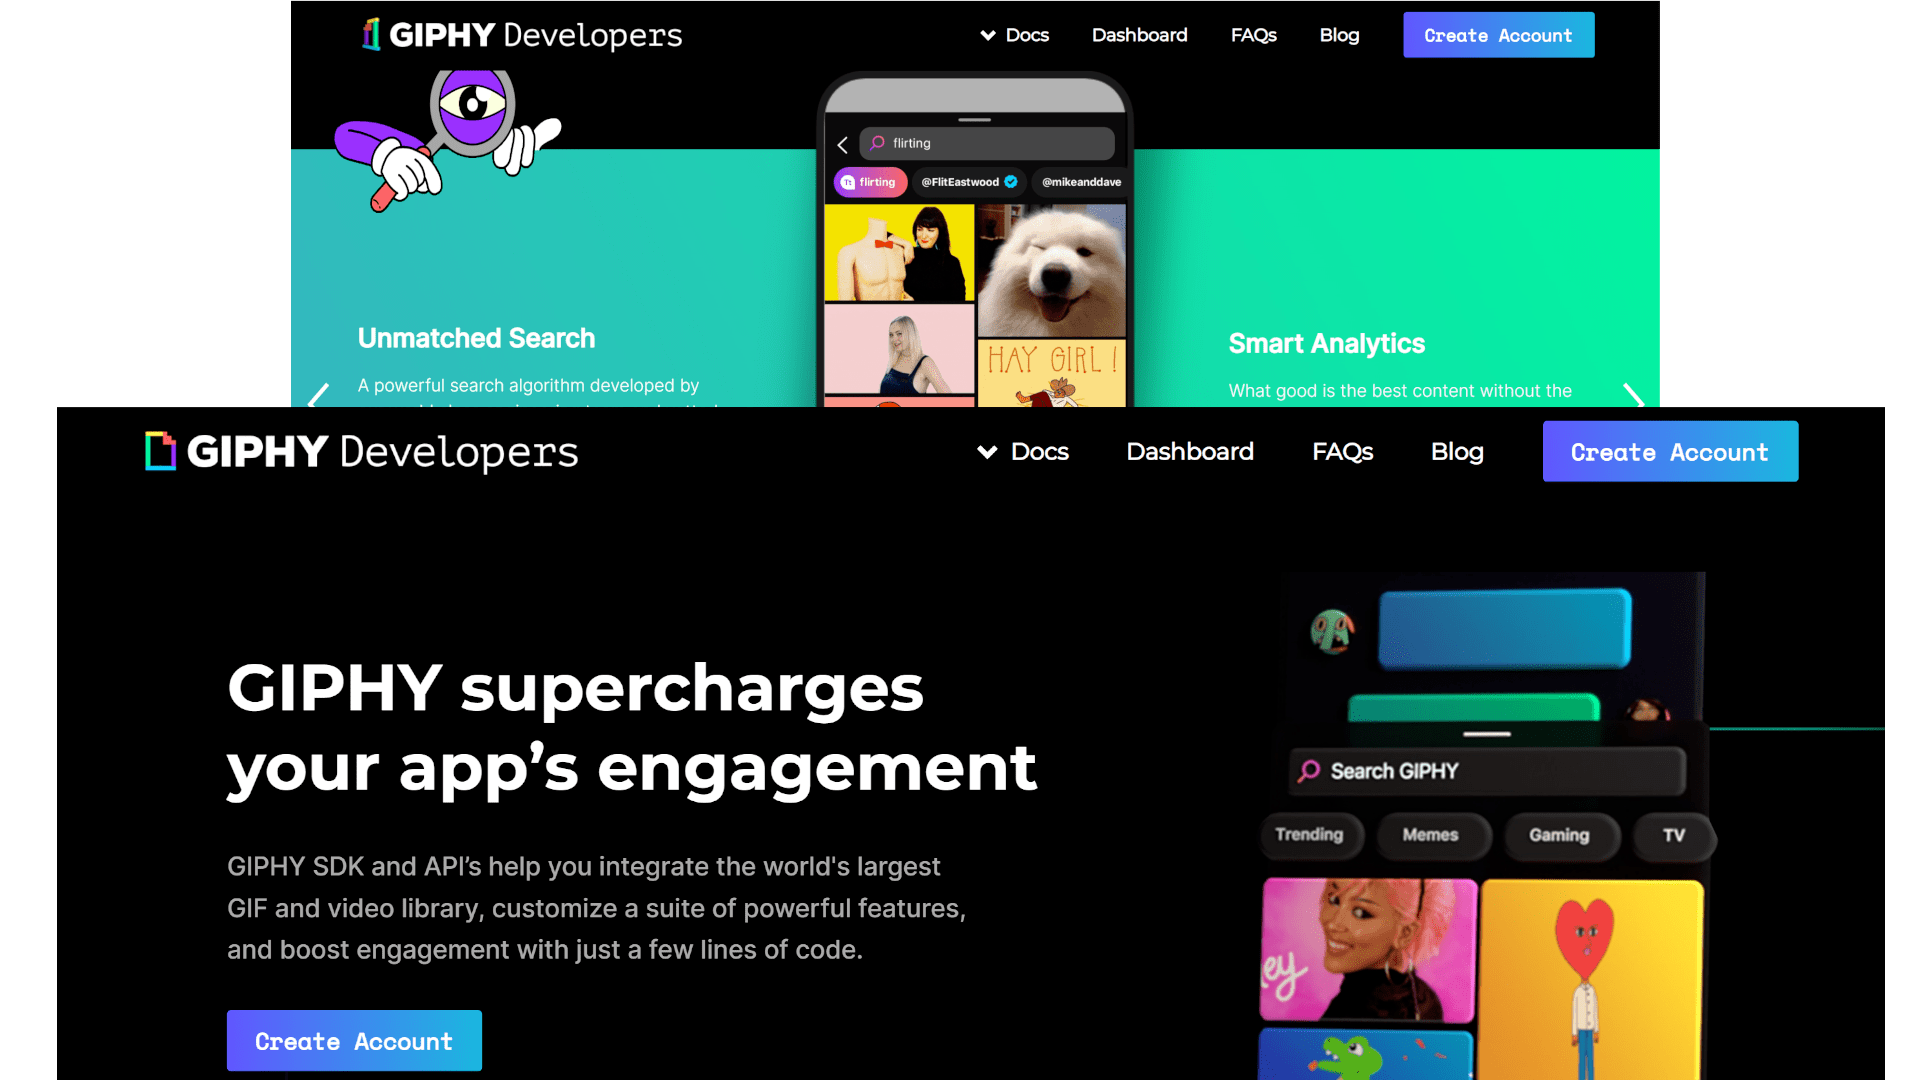 GIPHY Developers
Docs
Dashboard
FAQs
Blog
Create Account
flirting
flirting
@FlitEastwood
@mikeanddave
HAY GIRL !
Unmatched Search
A powerful search algorithm developed by
Smart Analytics
What good is the best content without the
GIPHY Developers
Docs
Dashboard
FAQs
Blog
Create Account
GIPHY supercharges
your app’s engagement
GIPHY SDK and API’s help you integrate the world's largest
GIF and video library, customize a suite of powerful features,
and boost engagement with just a few lines of code.
Create Account
Search GIPHY
Trending
Memes
Gaming
TV
ey